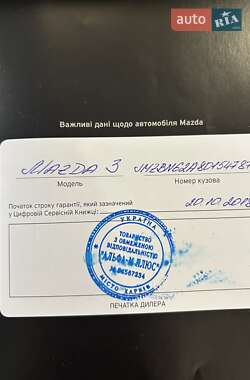 AUTO RIA
Важливі дані щодо автомобіля Mazda
MAZDA 3
Модель
Номер кузова
Початок строку гарантії, який зазначений
у Цифровій Сервісній Книжці:
20.10.201
УКРАЇНА
ТОВАРИСТВО
З ОБМЕЖЕНОЮ
ВІДПОВІДАЛЬНІСТЮ
"АЛЬФА-М ПЛЮС"
МІСТО ХАРКІВ
ПЕЧАТКА ДИЛЕРА